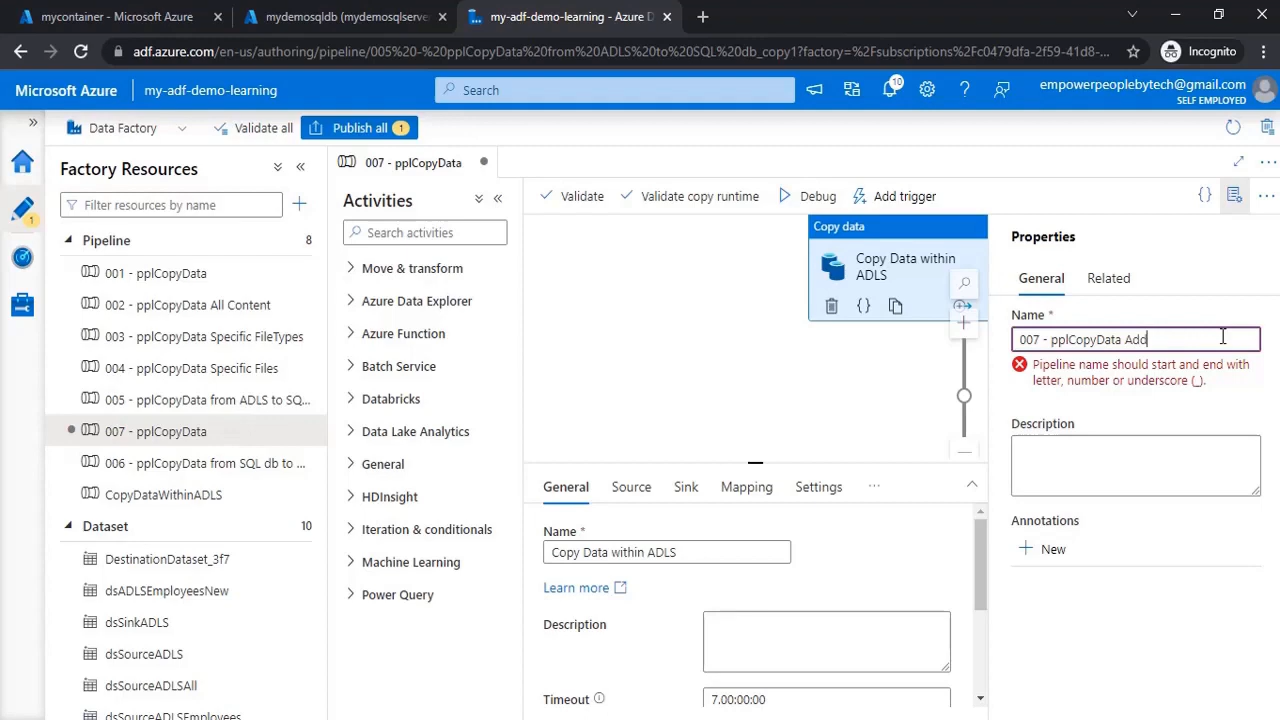 mycontainer - Microsoft Azure
mydemosqldb (mydemosqlserve
my-adf-demo-learning - Azure D
adf.azure.com/en-us/authoring/pipeline/005%20-%20pplCopyData%20from%20ADLS%20to%20SQL%20db_copy1?factory=%2Fsubscriptions%2Fc0479dfa-2f59-41d8-...
Incognito
Microsoft Azure
my-adf-demo-learning
Search
10
empowerpeoplebytech@gmail.com
SELF EMPLOYED
Data Factory
Validate all
Publish all 1
1
Factory Resources
Filter resources by name
Pipeline 8
001 - pplCopyData
002 - pplCopyData All Content
003 - pplCopyData Specific FileTypes
004 - pplCopyData Specific Files
005 - pplCopyData from ADLS to SQ...
007 - pplCopyData
006 - pplCopyData from SQL db to ...
CopyDataWithinADLS
Dataset 10
DestinationDataset_3f7
dsADLSEmployeesNew
dsSinkADLS
dsSourceADLS
dsSourceADLSAll
dsSourceADLSEmployees
007 - pplCopyData
Activities
Search activities
Move & transform
Azure Data Explorer
Azure Function
Batch Service
Databricks
Data Lake Analytics
General
HDInsight
Iteration & conditionals
Machine Learning
Power Query
Validate
Validate copy runtime
Debug
Add trigger
{}
Copy data
Copy Data within
ADLS
{}
General
Source
Sink
Mapping
Settings
Name *
Copy Data within ADLS
Learn more
Description
Timeout
7.00:00:00
Properties
General
Related
Name *
007 - pplCopyData Add
Pipeline name should start and end with
letter, number or underscore (_).
Description
Annotations
New